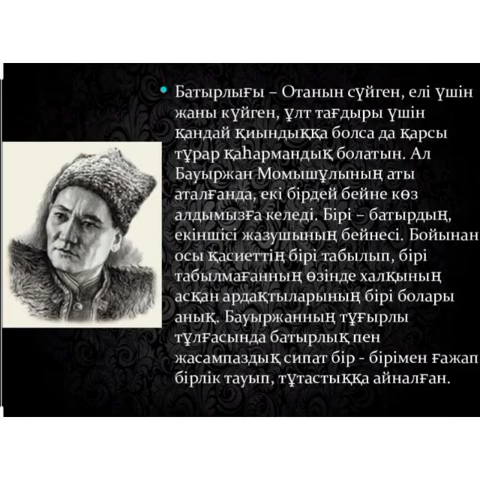 Батырлығы – Отанын сүйген, елі үшін
жаны күйген, ұлт тағдыры үшін
қандай қиындыққа болса да қарсы
тұрар қаһармандық болатын. Ал
Бауыржан Момышұлының аты
аталғанда, екі бірдей бейне көз
алдымызға келеді. Бірі – батырдың,
екіншісі жазушының бейнесі. Бойынан
осы қасиеттің бірі табылып, бірі
табылмағанның өзінде халқының
асқан ардақтыларының бірі болары
анық. Бауыржанның тұғырлы
тұлғасында батырлық пен
жасампаздық сипат бір - бірімен ғажап
бірлік тауып, тұтастыққа айналған.